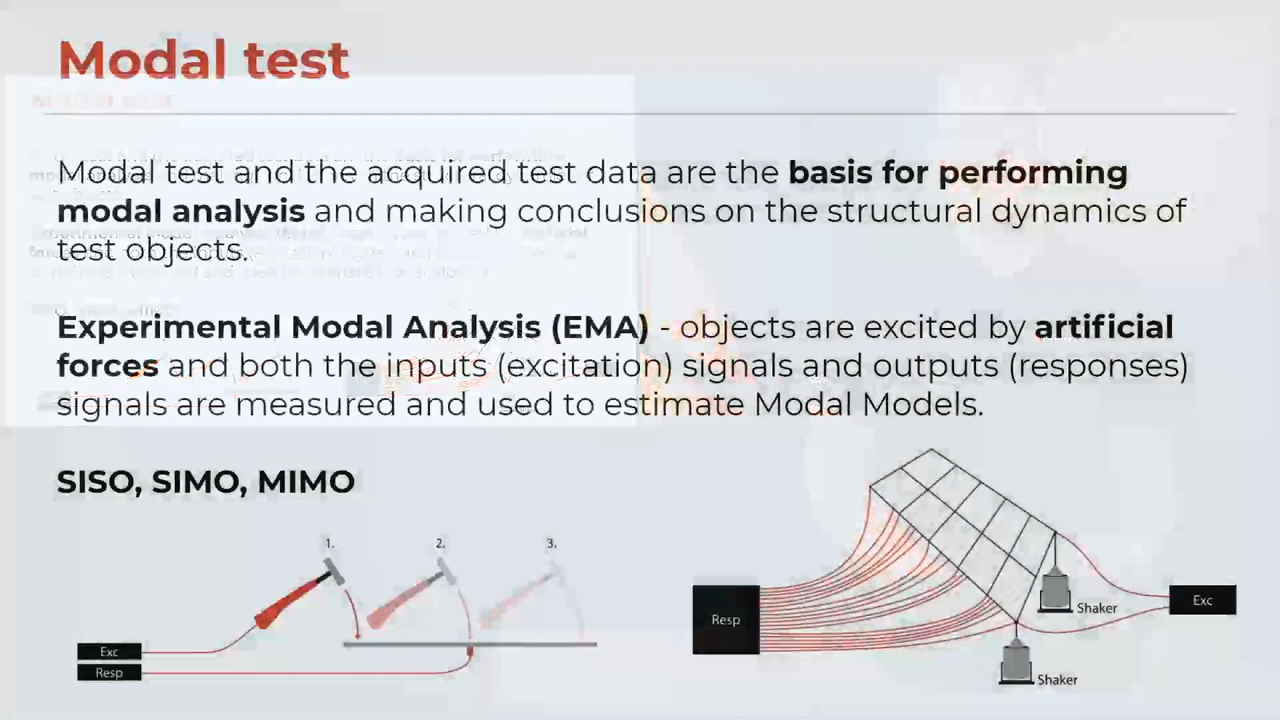 Modal test
Modal test and the acquired test data are the basis for performing
modal analysis and making conclusions on the structural dynamics of
test objects.
Experimental Modal Analysis (EMA) - objects are excited by artificial
forces and both the inputs (excitation) signals and outputs (responses)
signals are measured and used to estimate Modal Models.
SISO, SIMO, MIMO
1.
2.
3.
Exc
Resp
Resp
Shaker
Exc
Shaker